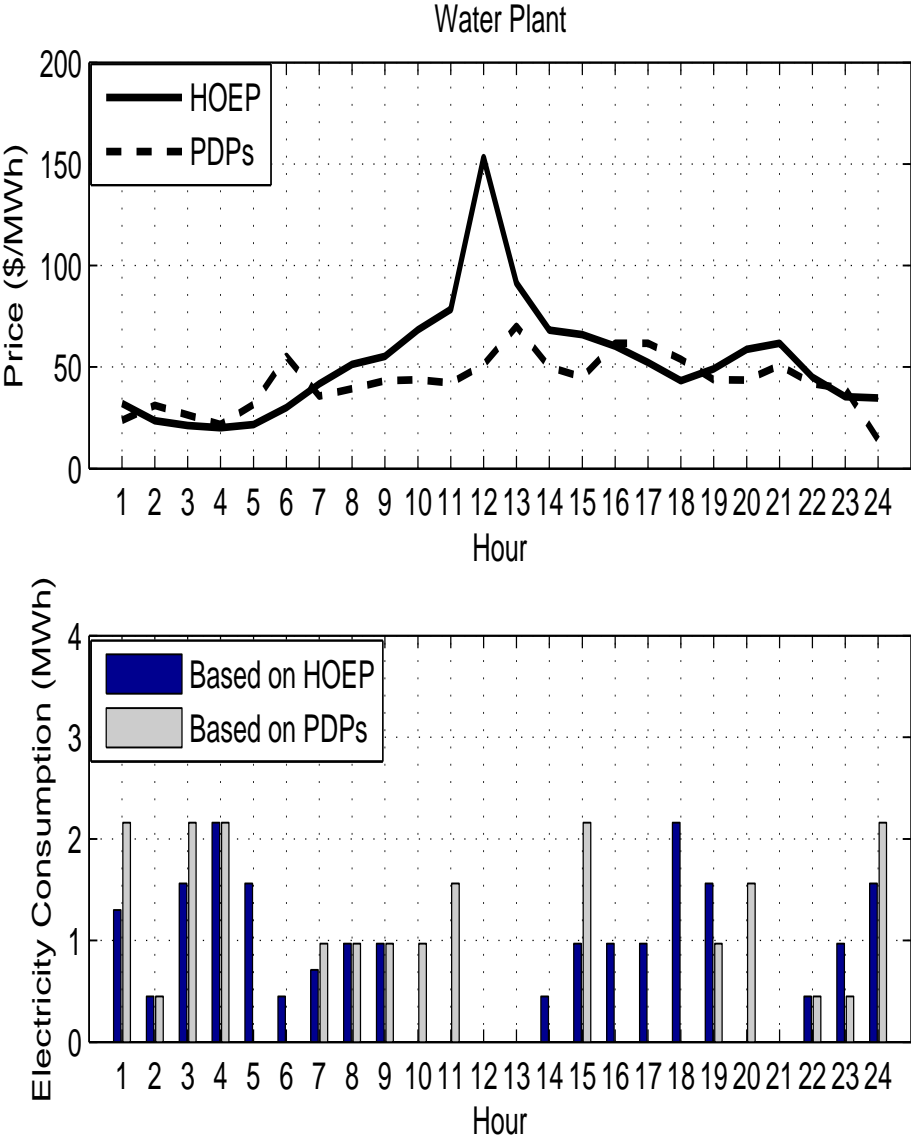 Water Plant
200
150
100
50
0
Price ($/MWh)
HOEP
PDPs
1 2 3 4 5 6 7 8 9 10 11 12 13 14 15 16 17 18 19 20 21 22 23 24
Hour
4
3
2
1
0
Electricity Consumption (MWh)
Based on HOEP
Based on PDPs
1 2 3 4 5 6 7 8 9 10 11 12 13 14 15 16 17 18 19 20 21 22 23 24
Hour